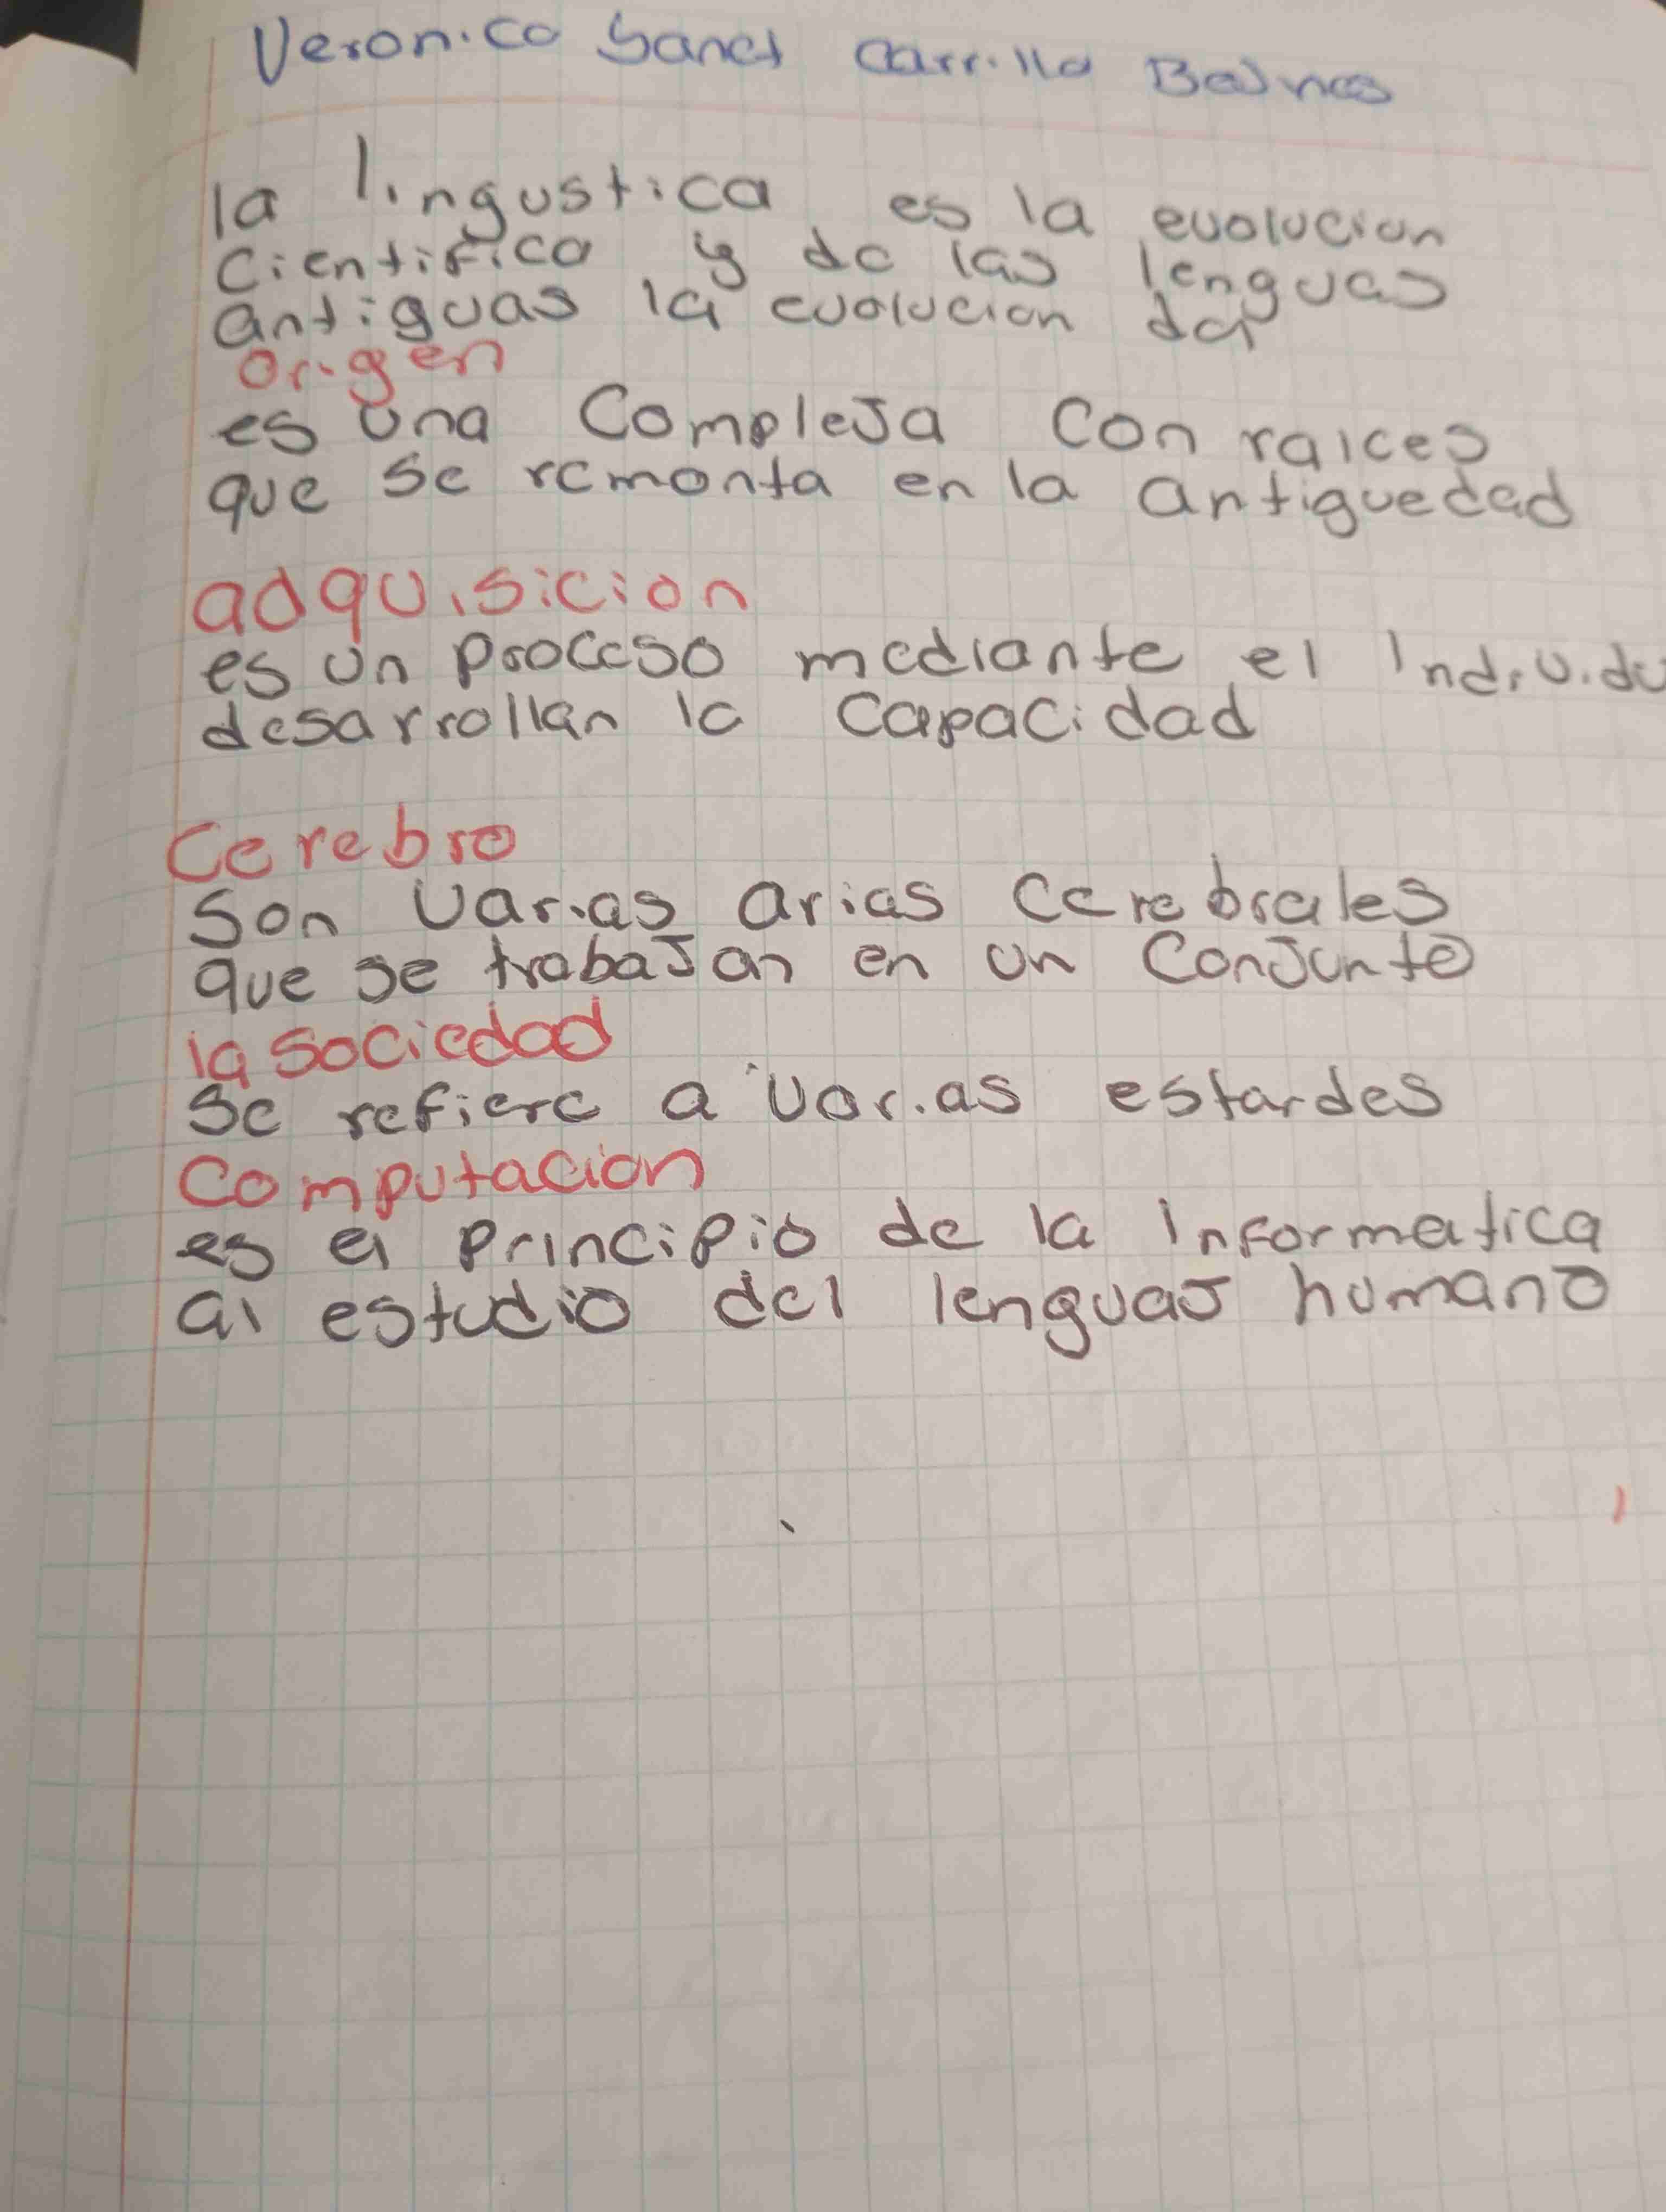 Veronica Sanct Carrillo
la lingustica es la evolucion
Cientifica y de las lenguas
antiguas la evolucion del
origen
es una CompleJa Con raices
que se remonta en la antiguedad
adquisicion
es un proceso mediante el Individu
desarrollan la Capacidad
Cerebro
Son varias arias Cerebrales
que se trabaJan en un ConJunto
la sociedad
Se refiere a varias estardes
Computacion
es el principio de la informatica
al estudio del lenguaJ humano